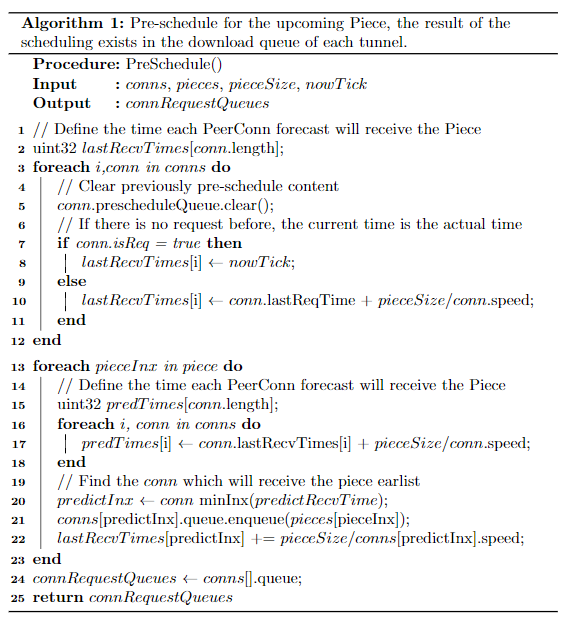 Algorithm 1: Pre-schedule for the upcoming Piece, the result of the
scheduling exists in the download queue of each tunnel.
Procedure: PreSchedule()
Input : conns, pieces, pieceSize, nowTick
Output : connRequestQueues
1 // Define the time each PeerConn forecast will receive the Piece
2 uint32 lastRecvTimes[conn.length];
3 foreach i,conn in conns do
4 // Clear previously pre-schedule content
5 conn.prescheduleQueue.clear();
6 // If there is no request before, the current time is the actual time
7 if conn.isReq = true then
8 lastRecvTimes[i] ← nowTick;
9 else
10 lastRecvTimes[i] ← conn.lastReqTime + pieceSize/conn.speed;
11 end
12 end
13 foreach pieceInx in piece do
14 // Define the time each PeerConn forecast will receive the Piece
15 uint32 predTimes[conn.length];
16 foreach i, conn in conns do
17 predTimes[i] ← conn.lastRecvTimes[i] + pieceSize/conn.speed;
18 end
19 // Find the conn which will receive the piece earlist
20 predictInx ← conn minInx(predictRecvTime);
21 conns[predictInx].queue.enqueue(pieces[pieceInx]);
22 lastRecvTimes[predictInx] += pieceSize/conns[predictInx].speed;
23 end
24 connRequestQueues ← conns[].queue;
25 return connRequestQueues